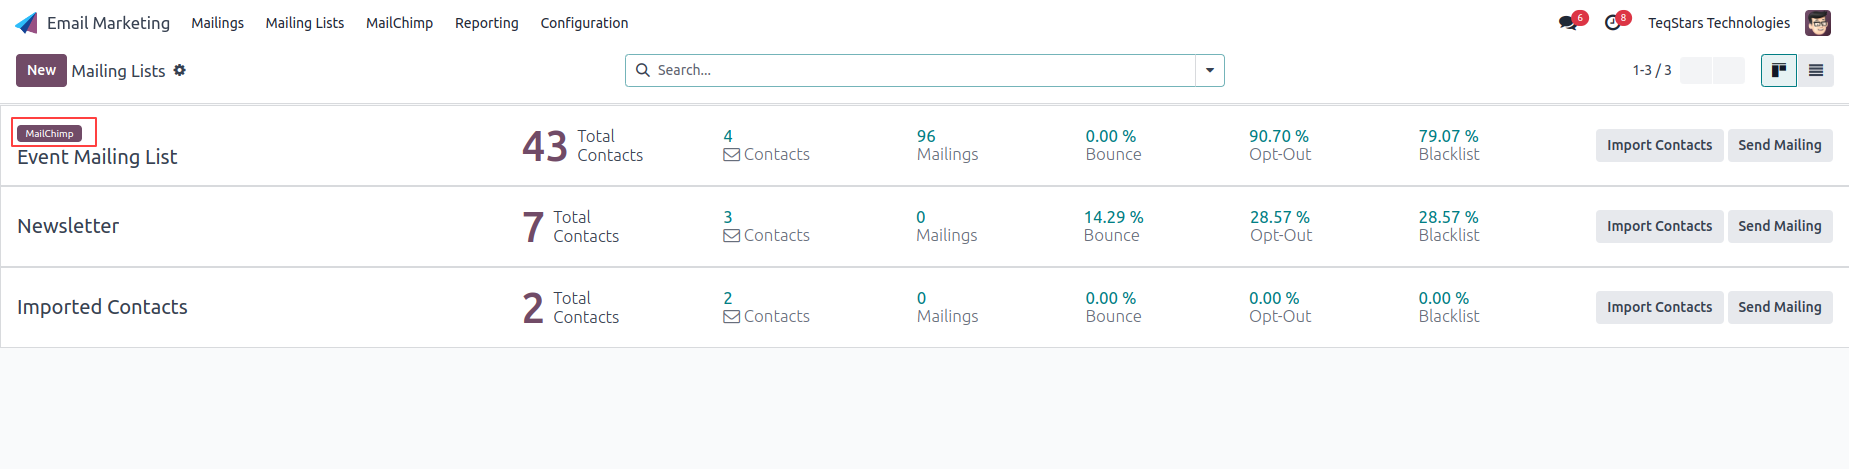 Email Marketing Mailings Mailing Lists MailChimp Reporting Configuration 6 8 TeqStars Technologies
New Mailing Lists Search... 1-3 / 3
MailChimp
Event Mailing List
43 Total Contacts
4 Contacts
96 Mailings
0.00 % Bounce
90.70 % Opt-Out
79.07 % Blacklist
Import Contacts Send Mailing
Newsletter
7 Total Contacts
3 Contacts
0 Mailings
14.29 % Bounce
28.57 % Opt-Out
28.57 % Blacklist
Import Contacts Send Mailing
Imported Contacts
2 Total Contacts
2 Contacts
0 Mailings
0.00 % Bounce
0.00 % Opt-Out
0.00 % Blacklist
Import Contacts Send Mailing